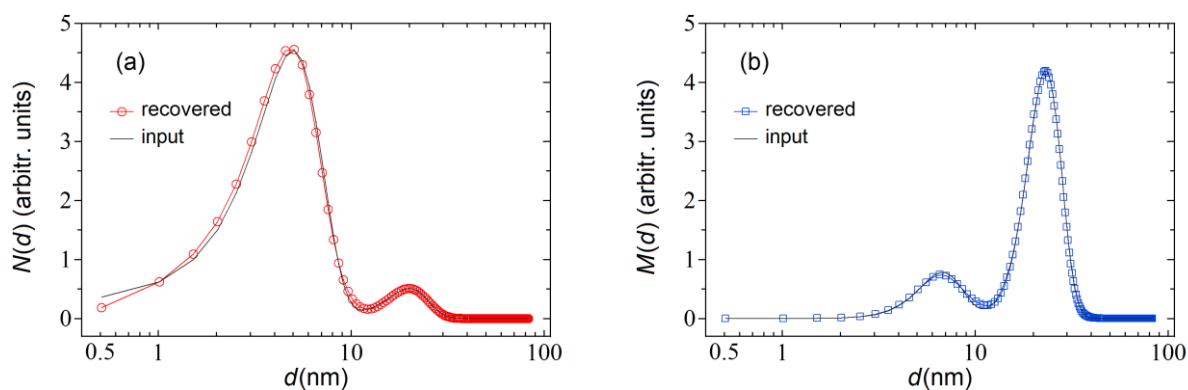 5
4
3
2
1
0
N(d) (arbitr. units)
(a)
recovered
input
0.5
1
10
100
d(nm)
5
4
3
2
1
0
M(d) (arbitr. units)
(b)
recovered
input
0.5
1
10
100
d(nm)